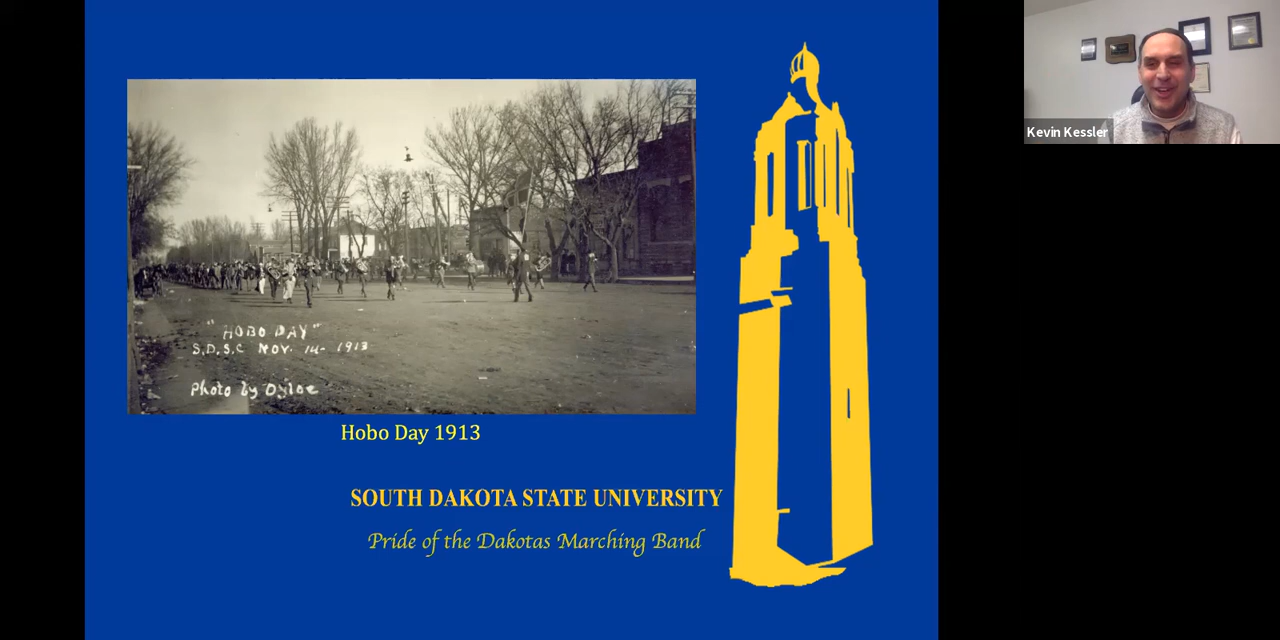 "HOBO DAY"
S.D.S.C NOV. 14- 1913
Photo by
Hobo Day 1913
SOUTH DAKOTA STATE UNIVERSITY
Pride of the Dakotas Marching Band
Kevin Kessler